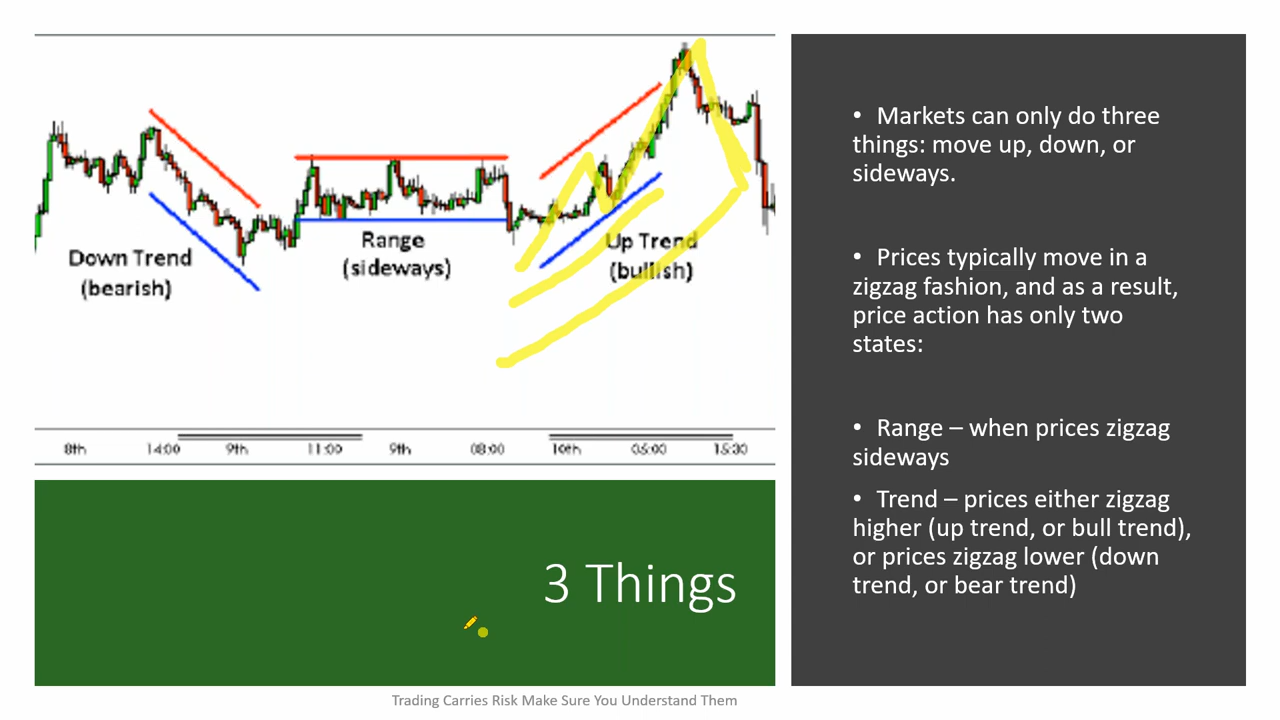 Down Trend
(bearish)
Range
(sideways)
Up Trend
(bullish)
8th 14:00 9th 11:00 9th 08:00 10th 05:00 15:30
3 Things
• Markets can only do three
things: move up, down, or
sideways.
• Prices typically move in a
zigzag fashion, and as a result,
price action has only two
states:
• Range – when prices zigzag
sideways
• Trend – prices either zigzag
higher (up trend, or bull trend),
or prices zigzag lower (down
trend, or bear trend)
Trading Carries Risk Make Sure You Understand Them